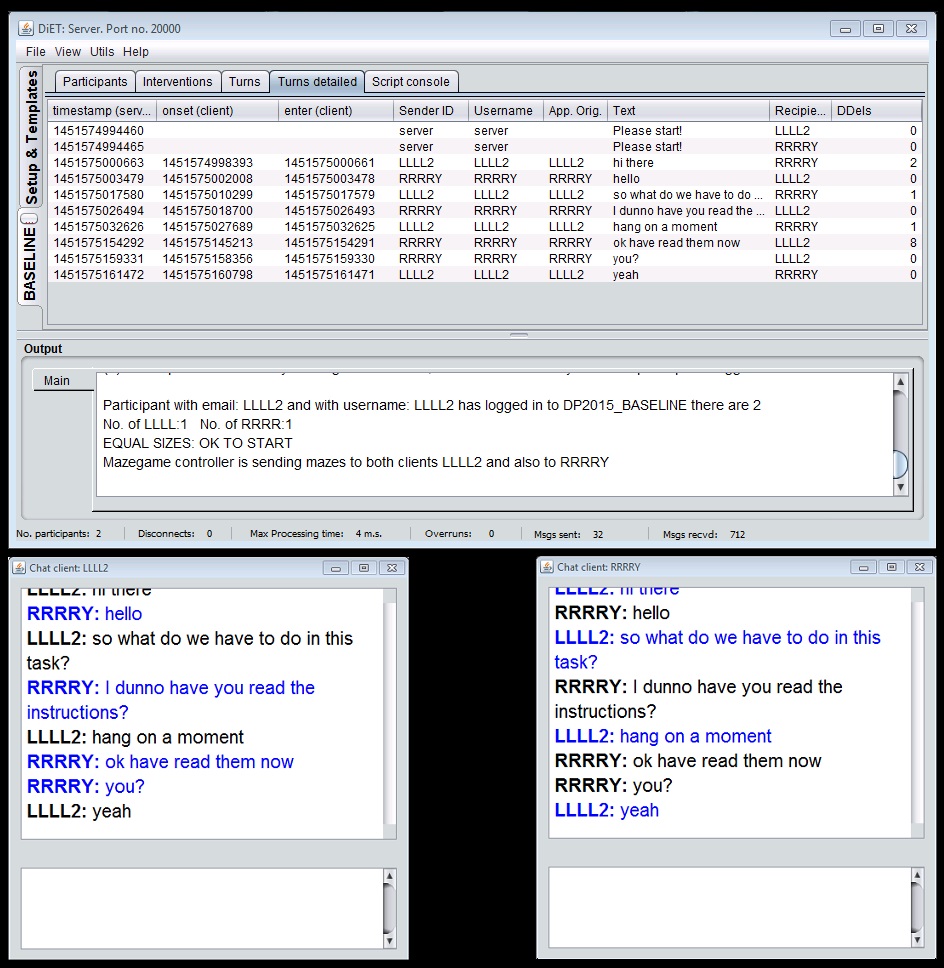 DiET: Server. Port no. 20000
File View Utils Help
Setup & Templates
BASELINE
Participants Interventions Turns Turns detailed Script console
timestamp (serv... onset (client) enter (client) Sender ID Username App. Orig. Text Recipie... DDels
1451574994460 server server Please start! LLLL2 0
1451574994465 server server Please start! RRRRY 0
1451575000663 1451574998393 1451575000661 LLLL2 LLLL2 LLLL2 hi there RRRRY 2
1451575003479 1451575002008 1451575003478 RRRRY RRRRY RRRRY hello LLLL2 0
1451575017580 1451575010299 1451575017579 LLLL2 LLLL2 LLLL2 so what do we have to do ... RRRRY 1
1451575026494 1451575018700 1451575026493 RRRRY RRRRY RRRRY I dunno have you read the ... LLLL2 0
1451575032626 1451575027689 1451575032625 LLLL2 LLLL2 LLLL2 hang on a moment RRRRY 1
1451575154292 1451575145213 1451575154291 RRRRY RRRRY RRRRY ok have read them now LLLL2 8
1451575159331 1451575158356 1451575159330 RRRRY RRRRY RRRRY you? LLLL2 0
1451575161472 1451575160798 1451575161471 LLLL2 LLLL2 LLLL2 yeah RRRRY 0
Output
Main
Participant with email: LLLL2 and with username: LLLL2 has logged in to DP2015_BASELINE there are 2
No. of LLLL:1 No. of RRRR:1
EQUAL SIZES: OK TO START
Mazegame controller is sending mazes to both clients LLLL2 and also to RRRRY
No. participants: 2 Disconnects: 0 Max Processing time: 4 m.s. Overruns: 0 Msgs sent: 32 Msgs recvd: 712
Chat client: LLLL2
LLLL2: hi there
RRRRY: hello
LLLL2: so what do we have to do in this
task?
RRRRY: I dunno have you read the
instructions?
LLLL2: hang on a moment
RRRRY: ok have read them now
RRRRY: you?
LLLL2: yeah
Chat client: RRRRY
LLLL2: hi there
RRRRY: hello
LLLL2: so what do we have to do in this
task?
RRRRY: I dunno have you read the
instructions?
LLLL2: hang on a moment
RRRRY: ok have read them now
RRRRY: you?
LLLL2: yeah